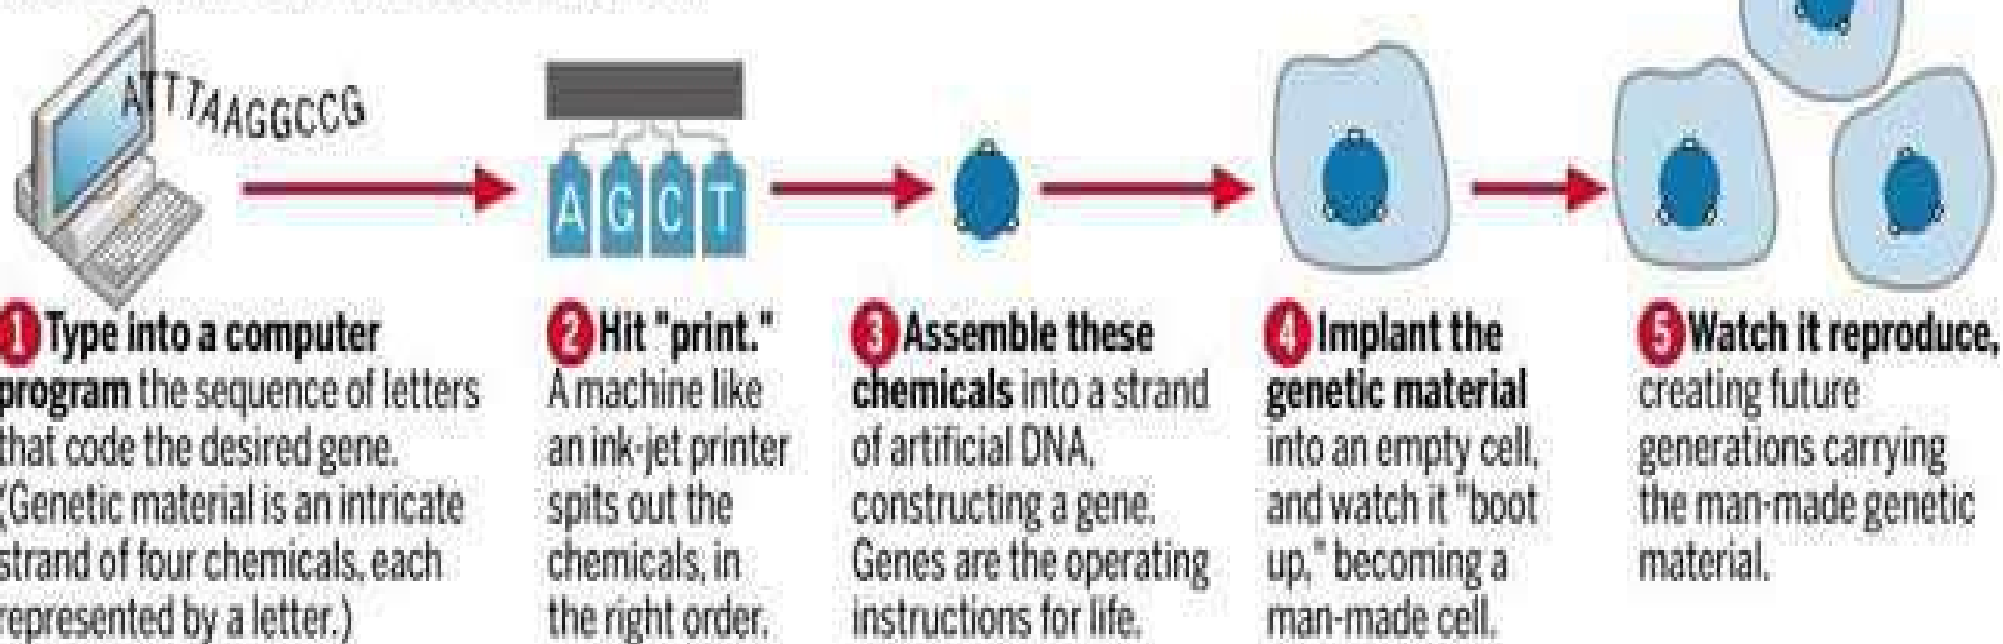 ATTTAAGGCCG
A G C T
1 Type into a computer
program the sequence of letters
that code the desired gene.
(Genetic material is an intricate
strand of four chemicals, each
represented by a letter.)
2 Hit "print."
A machine like
an ink-jet printer
spits out the
chemicals, in
the right order.
3 Assemble these
chemicals into a strand
of artificial DNA,
constructing a gene.
Genes are the operating
instructions for life.
4 Implant the
genetic material
into an empty cell,
and watch it "boot
up," becoming a
man-made cell.
5 Watch it reproduce,
creating future
generations carrying
the man-made genetic
material.